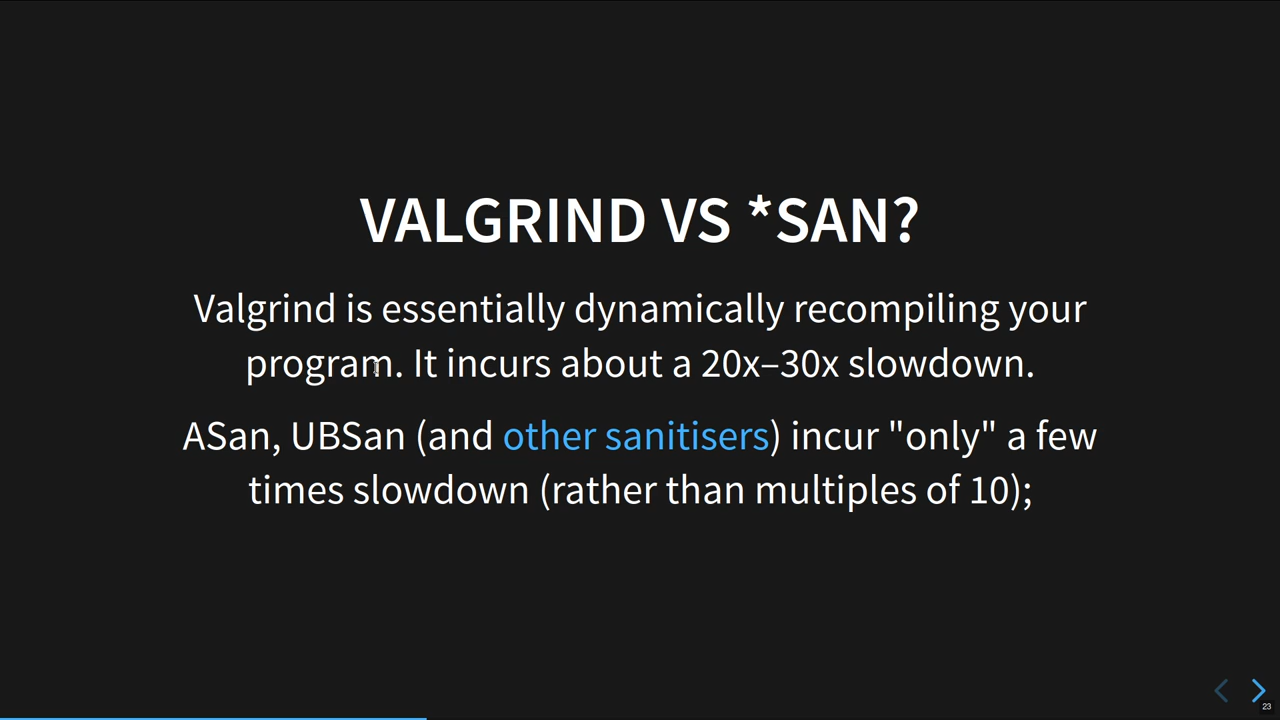 VALGRIND VS *SAN?
Valgrind is essentially dynamically recompiling your
program. It incurs about a 20x–30x slowdown.
ASan, UBSan (and other sanitisers) incur "only" a few
times slowdown (rather than multiples of 10);
23